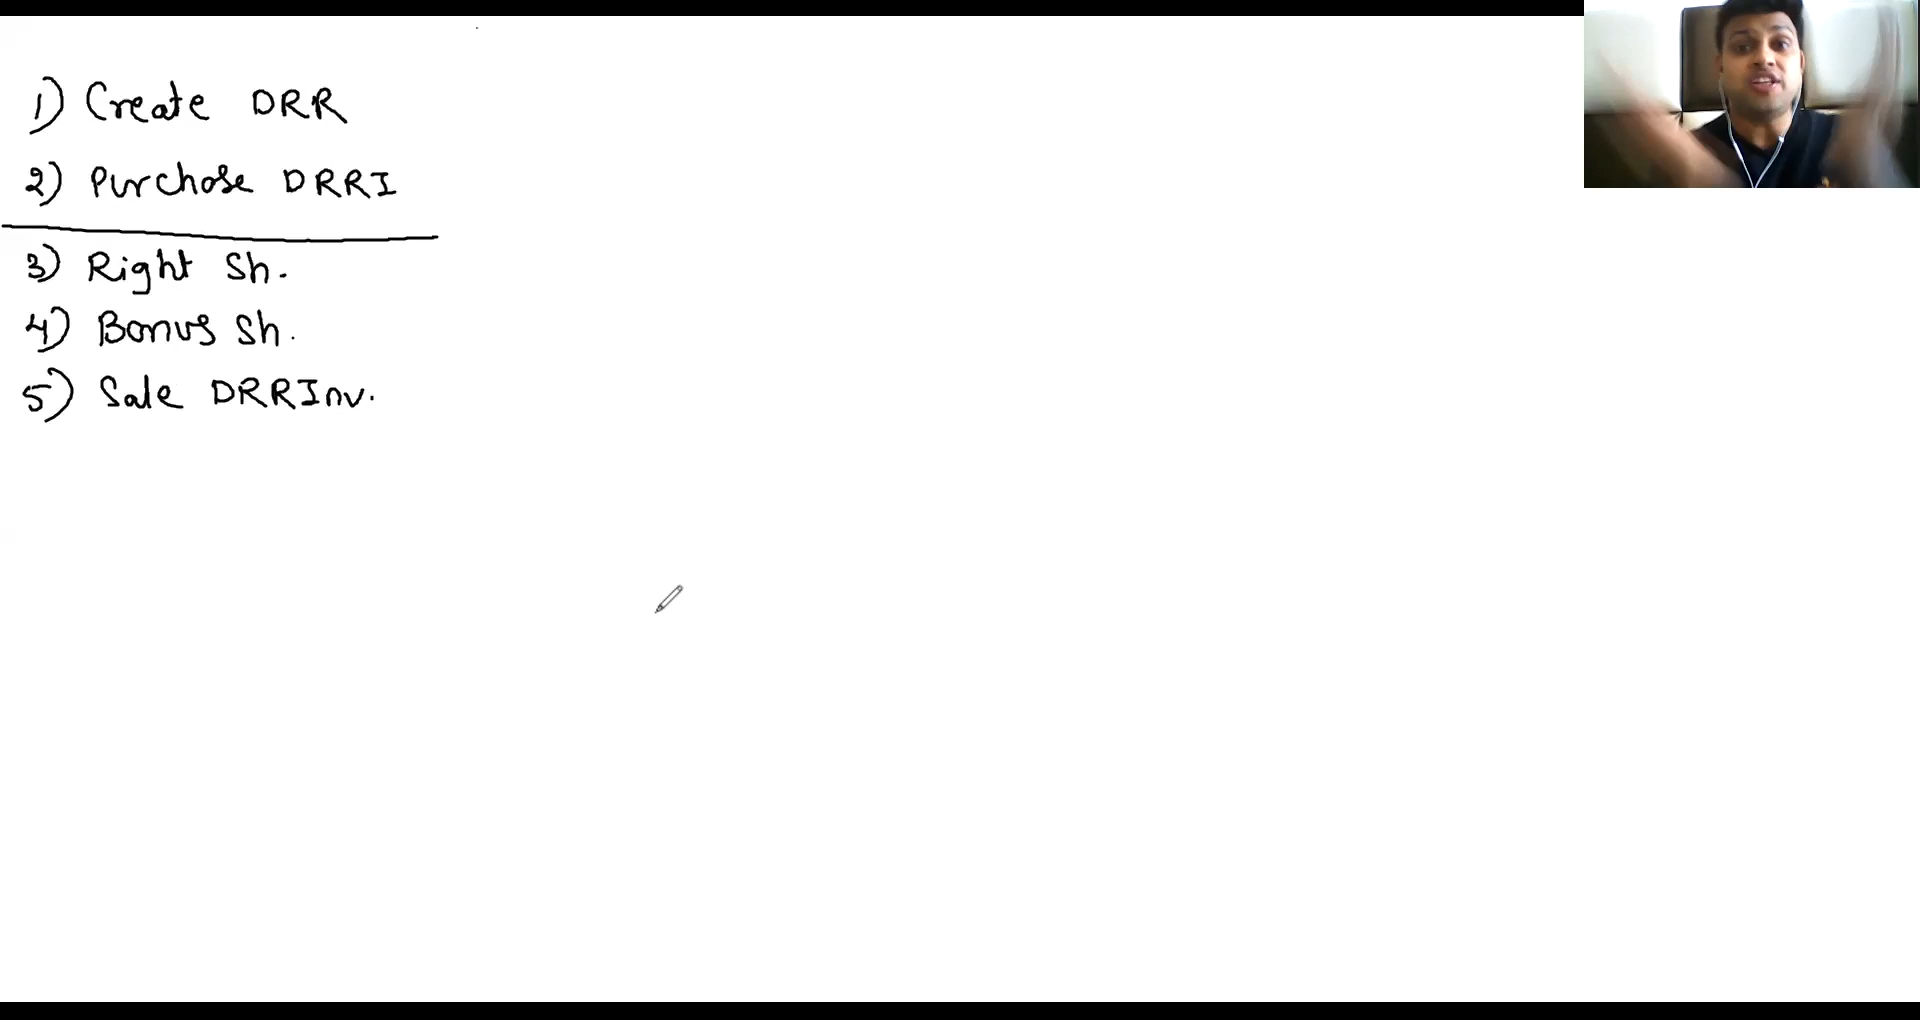 1) Create DRR
2) Purchase DRRI
3) Right Sh.
4) Bonus Sh.
5) Sale DRRInv.